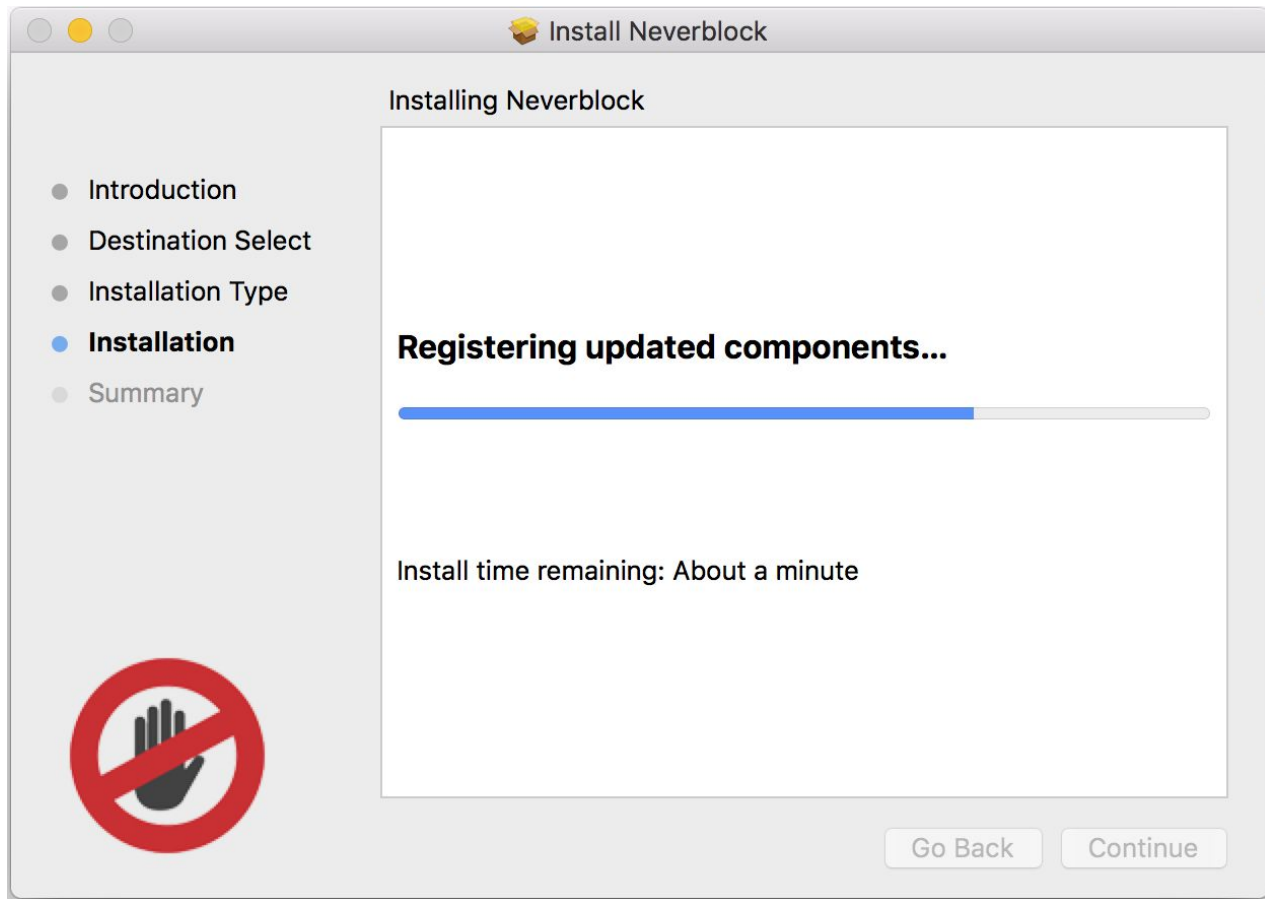 Install Neverblock
Installing Neverblock
Introduction
Destination Select
Installation Type
Installation
Summary
Registering updated components...
Install time remaining: About a minute
Go Back
Continue